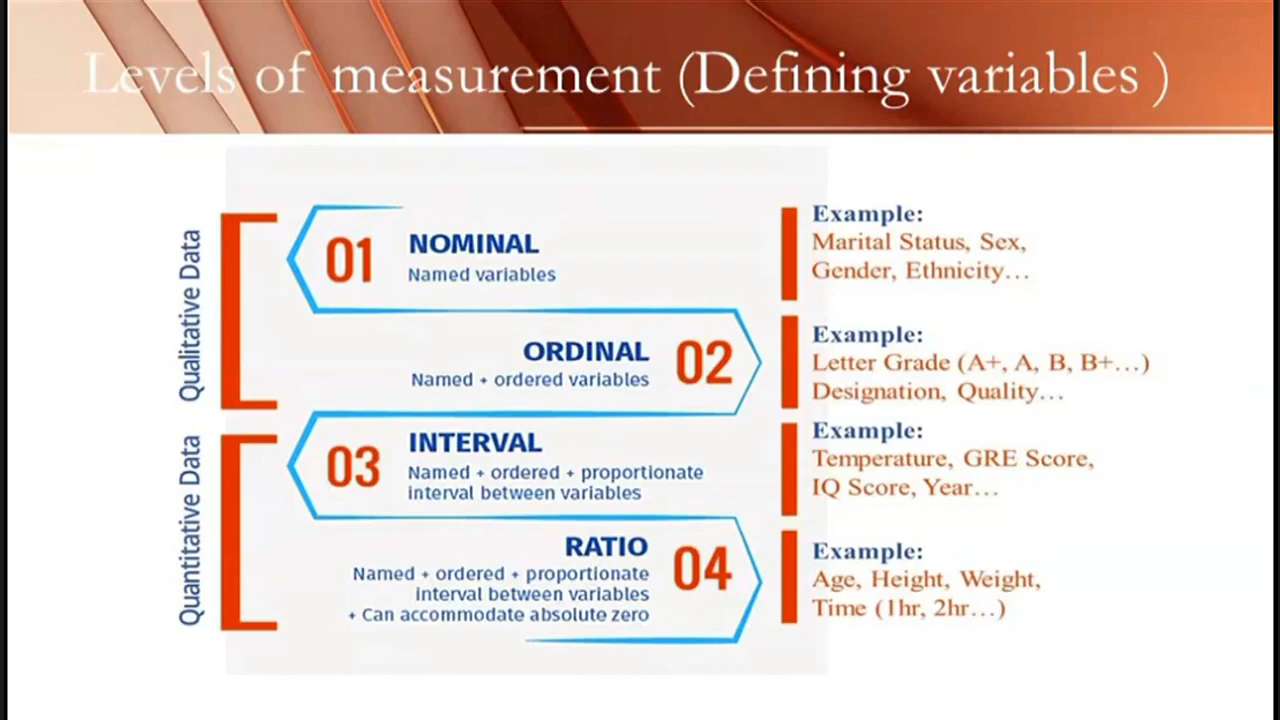 Levels of measurement (Defining variables )
Qualitative Data
01
NOMINAL
Named variables
Example:
Marital Status, Sex,
Gender, Ethnicity…
ORDINAL
Named + ordered variables
02
Example:
Letter Grade (A+, A, B, B+…)
Designation, Quality…
Quantitative Data
03
INTERVAL
Named + ordered + proportionate
interval between variables
Example:
Temperature, GRE Score,
IQ Score, Year…
RATIO
Named + ordered + proportionate
interval between variables
+ Can accommodate absolute zero
04
Example:
Age, Height, Weight,
Time (1hr, 2hr…)